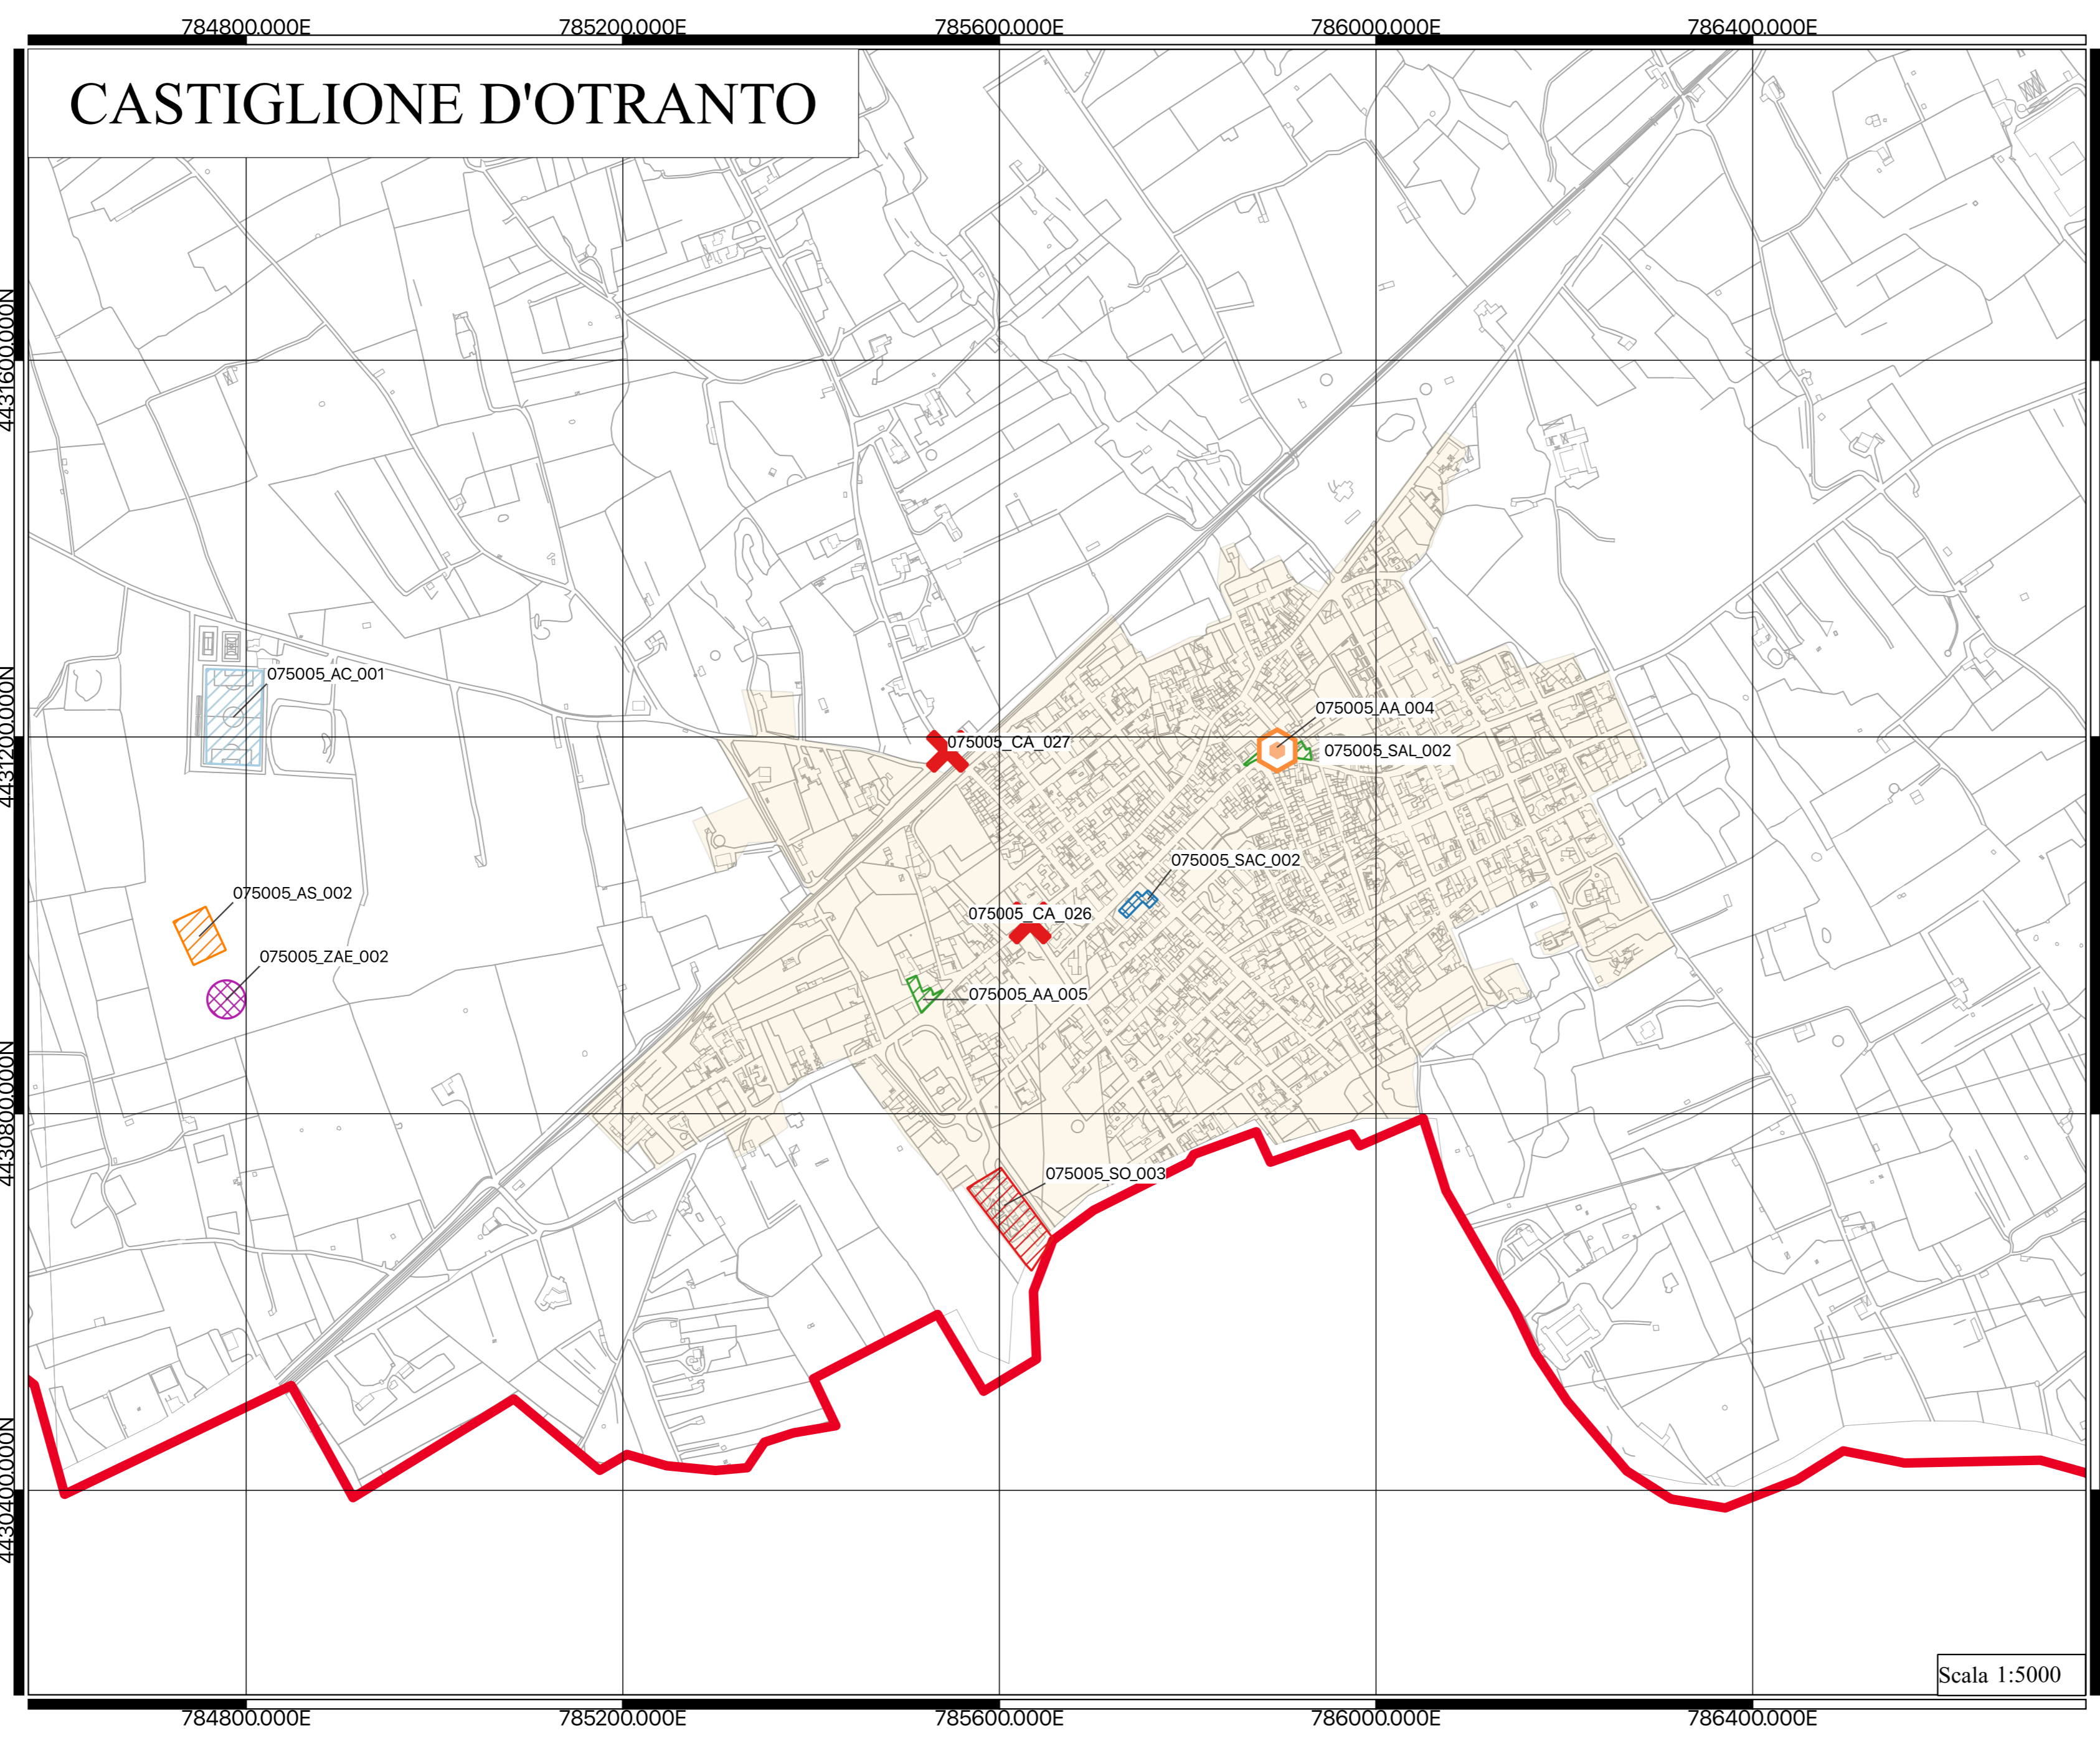 784800.000E 785200.000E 785600.000E 786000.000E 786400.000E
CASTIGLIONE D'OTRANTO
4431600.000N
075005_AC_001
4431200.000N
075005_AA_004
075005_CA_027
075005_SAL_002
075005_SAC_002
075005_AS_002
075005_CA_026
075005_ZAE_002
075005_AA_005
4430800.000N
075005_SO_003
4430400.000N
Scala 1:5000
784800.000E 785200.000E 785600.000E 786000.000E 786400.000E